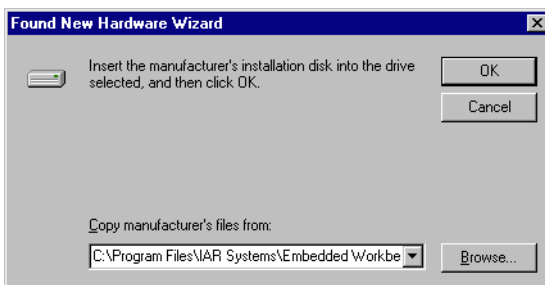 Found New Hardware Wizard
Insert the manufacturer's installation disk into the drive
selected, and then click OK.
OK
Cancel
Copy manufacturer's files from:
C:\Program Files\IAR Systems\Embedded Workbe
Browse...